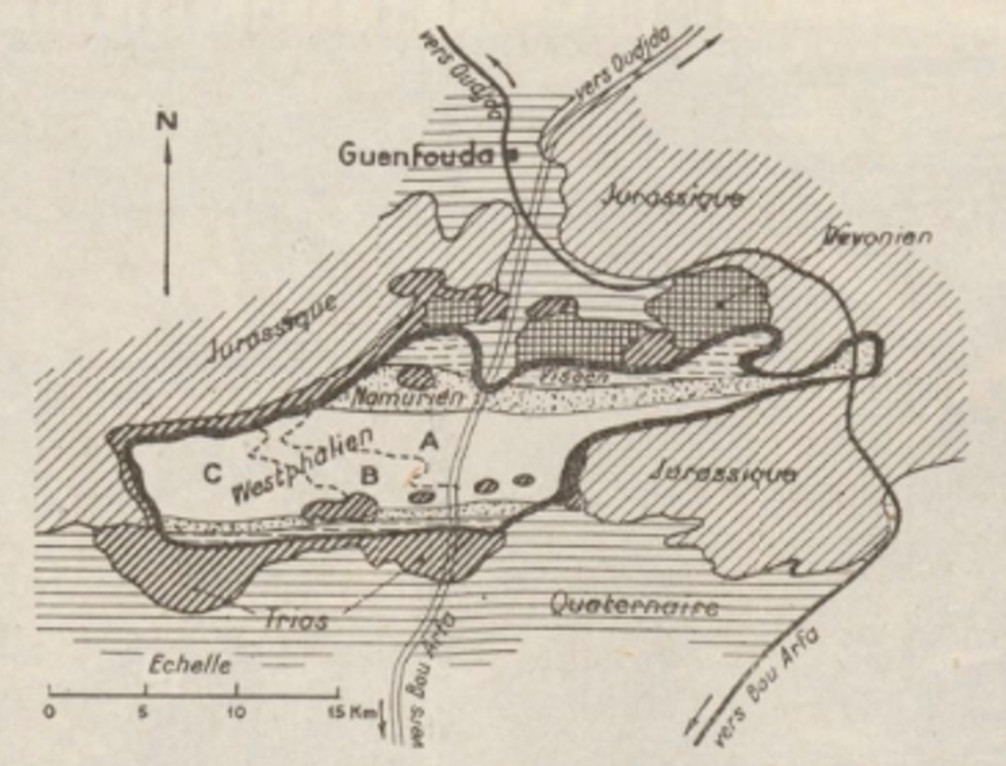 vers Oudjda
vers Oudjda
N
Guenfouda
Jurassique
Dévonien
Jurassique
Viséen
Namurien
A
Westphalien
C
B
Jurassique
Trias
Quaternaire
Echelle
0 5 10 15 Km
vers Bou Arfa
vers Bou Arfa